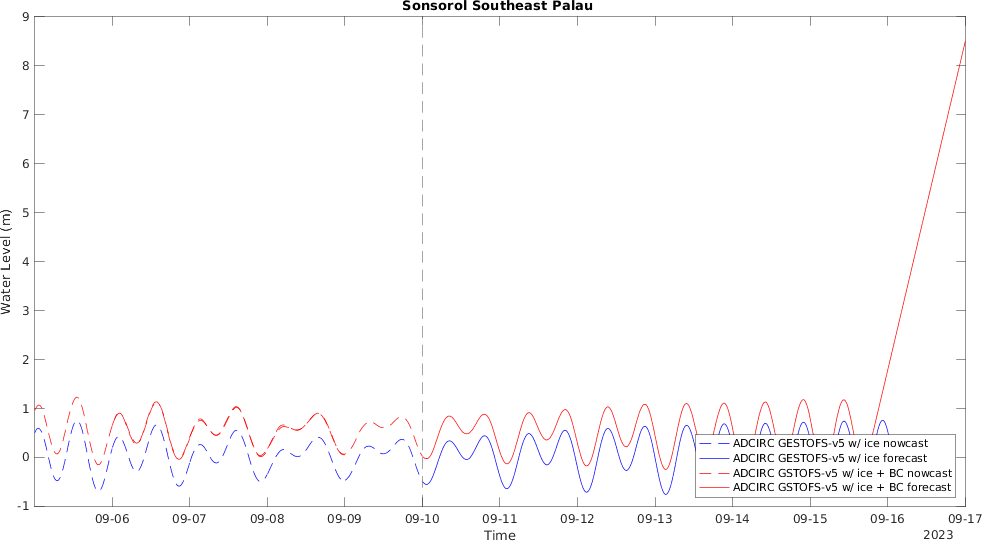 Sonsorol Southeast Palau
9
8
7
6
5
4
3
2
1
0
-1
Water Level (m)
ADCIRC GESTOFS-v5 w/ ice nowcast
ADCIRC GESTOFS-v5 w/ ice forecast
ADCIRC GSTOFS-v5 w/ ice + BC nowcast
ADCIRC GSTOFS-v5 w/ ice + BC forecast
09-06 09-07 09-08 09-09 09-10 09-11 09-12 09-13 09-14 09-15 09-16 09-17
Time
2023